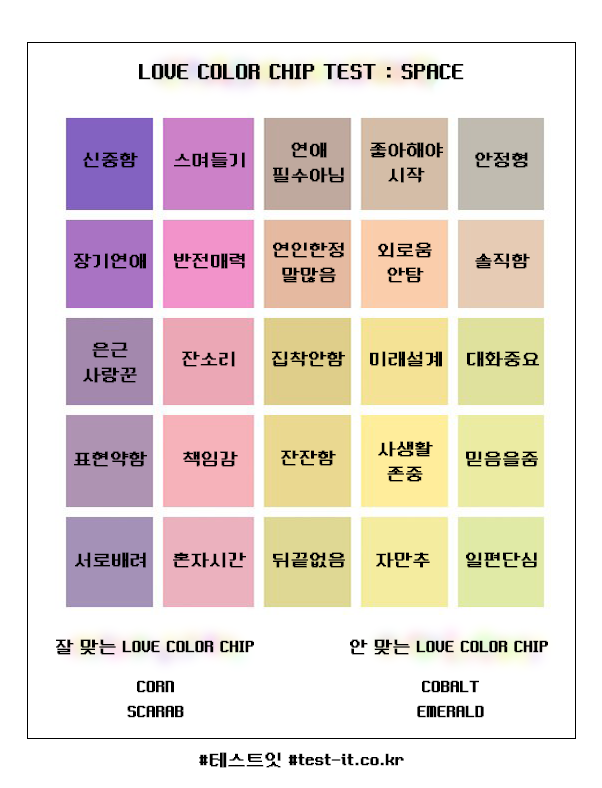 LOVE COLOR CHIP TEST : SPACE
신중함
스며들기
연애
필수아님
좋아해야
시작
안정형
장기연애
반전매력
연인한정
말많음
외로움
안탐
솔직함
은근
사랑꾼
잔소리
집착안함
미래설계
대화중요
표현약함
책임감
잔잔함
사생활
존중
믿음을줌
서로배려
혼자시간
뒤끝없음
자만추
일편단심
잘 맞는 LOVE COLOR CHIP
안 맞는 LOVE COLOR CHIP
CORN
COBALT
SCARAB
EMERALD
#테스트잇 #test-it.co.kr